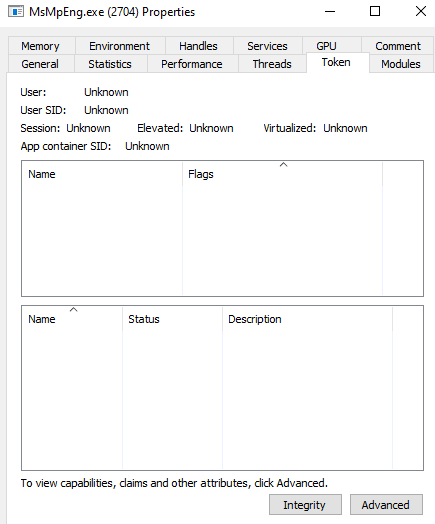 MsMpEng.exe (2704) Properties
Memory Environment Handles Services GPU Comment
General Statistics Performance Threads Token Modules
User: Unknown
User SID: Unknown
Session: Unknown Elevated: Unknown Virtualized: Unknown
App container SID: Unknown
Name Flags
Name Status Description
To view capabilities, claims and other attributes, click Advanced.
Integrity Advanced